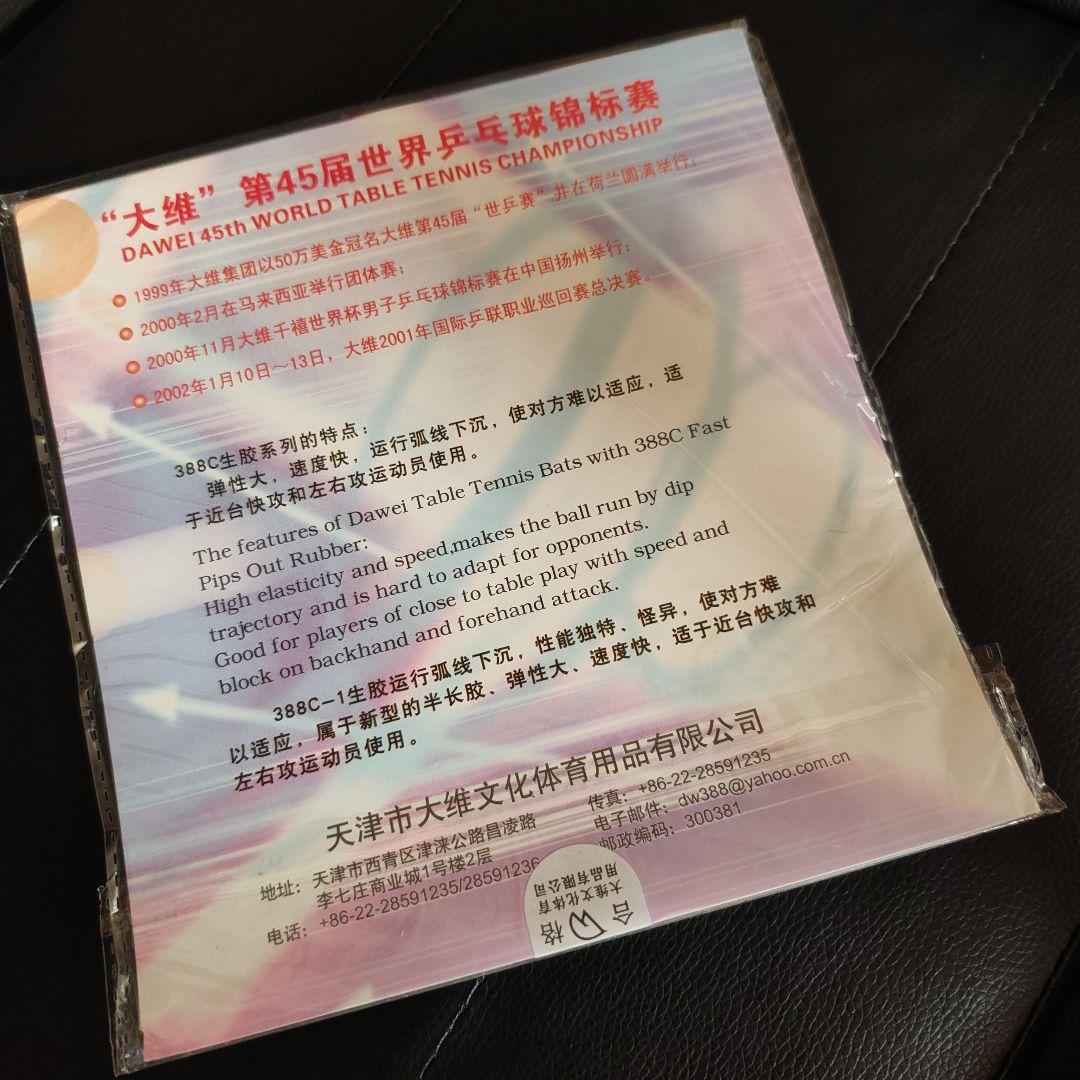 “大维” 第45届世界乒乓球锦标赛
DAWEI 45th WORLD TABLE TENNIS CHAMPIONSHIP
1999年大维集团以50万美金冠名大维第45届“世乒赛”并在荷兰圆满举行；
2000年2月在马来西亚举行团体赛；
2000年11月大维千禧世界杯男子乒乓球锦标赛在中国扬州举行；
2002年1月10日～13日，大维2001年国际乒联职业巡回赛总决赛。
388C生胶系列的特点：
弹性大，速度快，运行弧线下沉，使对方难以适应，适
于近台快攻和左右攻运动员使用。
The features of Dawei Table Tennis Bats with 388C Fast
Pips Out Rubber:
High elasticity and speed,makes the ball run by dip
trajectory and is hard to adapt for opponents.
Good for players of close to table play with speed and
block on backhand and forehand attack.
388C-1生胶运行弧线下沉，性能独特、怪异，使对方难
以适应，属于新型的半长胶、弹性大、速度快，适于近台快攻和
左右攻运动员使用。
天津市大维文化体育用品有限公司
地址：天津市西青区津涞公路昌凌路
李七庄商业城1号楼2层
电话：+86-22-28591235/28591236
传真：+86-22-28591235
电子邮件：dw388@yahoo.com.cn
邮政编码：300381
大维文化体育
用品有限公司
合格